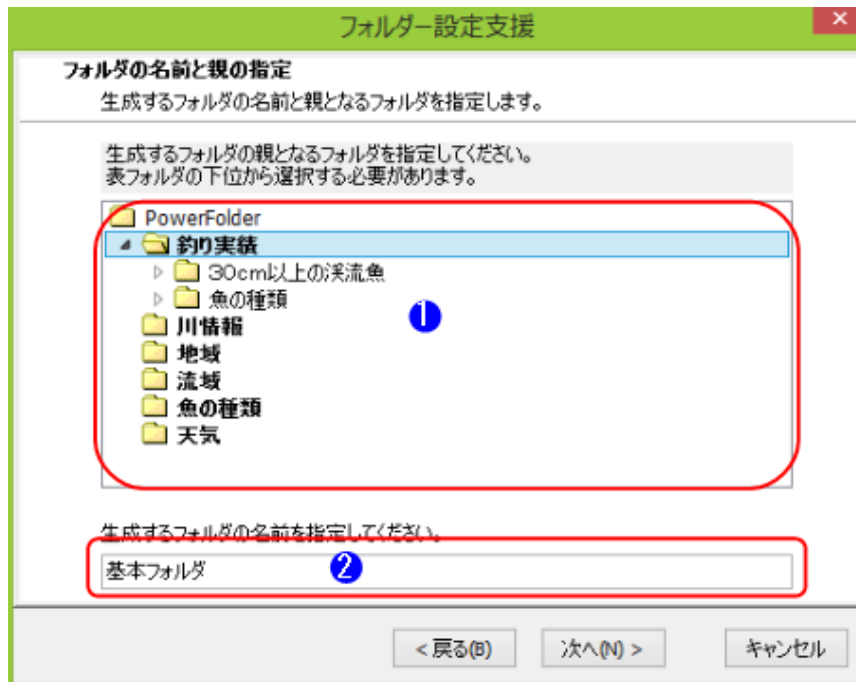 フォルダー設定支援
フォルダの名前と親の指定
生成するフォルダの名前と親となるフォルダを指定します。
生成するフォルダの親となるフォルダを指定してください。
表フォルダの下位から選択する必要があります。
PowerFolder
釣り実績
30cm以上の渓流魚
魚の種類
1
川情報
地域
流域
魚の種類
天気
生成するフォルダの名前を指定してください。
基本フォルダ
2
< 戻る(B)
次へ(N) >
キャンセル